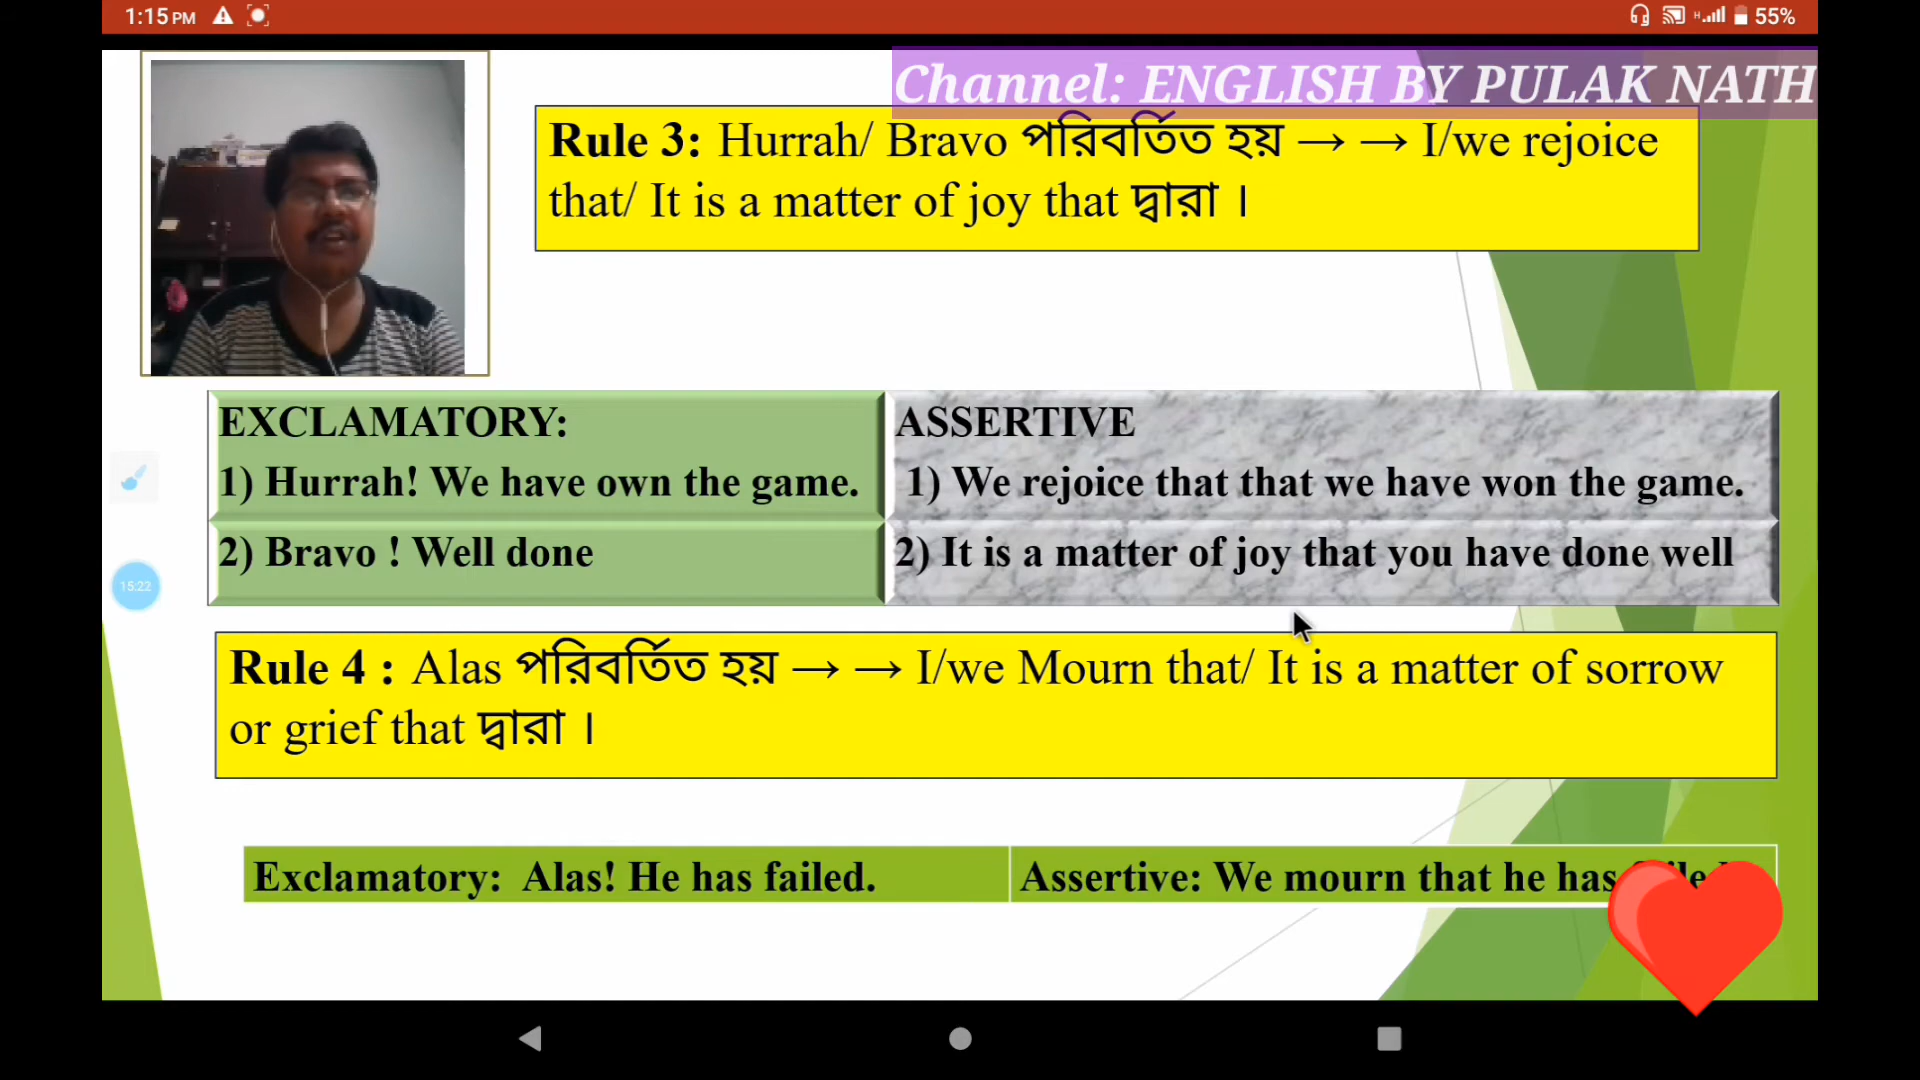 1:15 PM
55%
Channel: ENGLISH BY PULAK NATH
Rule 3: Hurrah/ Bravo পরিবর্তিত হয় → → I/we rejoice
that/ It is a matter of joy that দ্বারা ।
EXCLAMATORY:
1) Hurrah! We have own the game.
2) Bravo ! Well done
ASSERTIVE
1) We rejoice that that we have won the game.
2) It is a matter of joy that you have done well
15:22
Rule 4 : Alas পরিবর্তিত হয় → → I/we Mourn that/ It is a matter of sorrow
or grief that দ্বারা ।
Exclamatory: Alas! He has failed.
Assertive: We mourn that he has